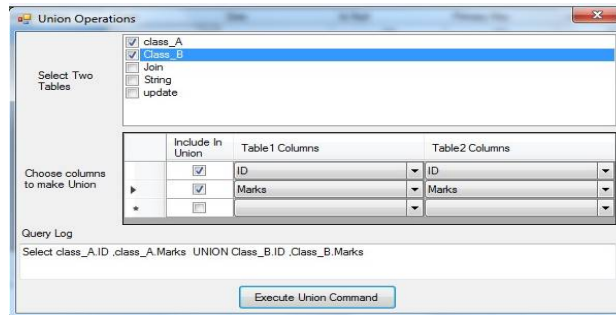 Union Operations
class_A
Class_B
Join
String
update
Select Two
Tables
Include In
Union
Table1 Columns
Table2 Columns
ID
ID
Marks
Marks
Choose columns
to make Union
Query Log
Select class_A.ID ,class_A.Marks UNION Class_B.ID ,Class_B.Marks
Execute Union Command